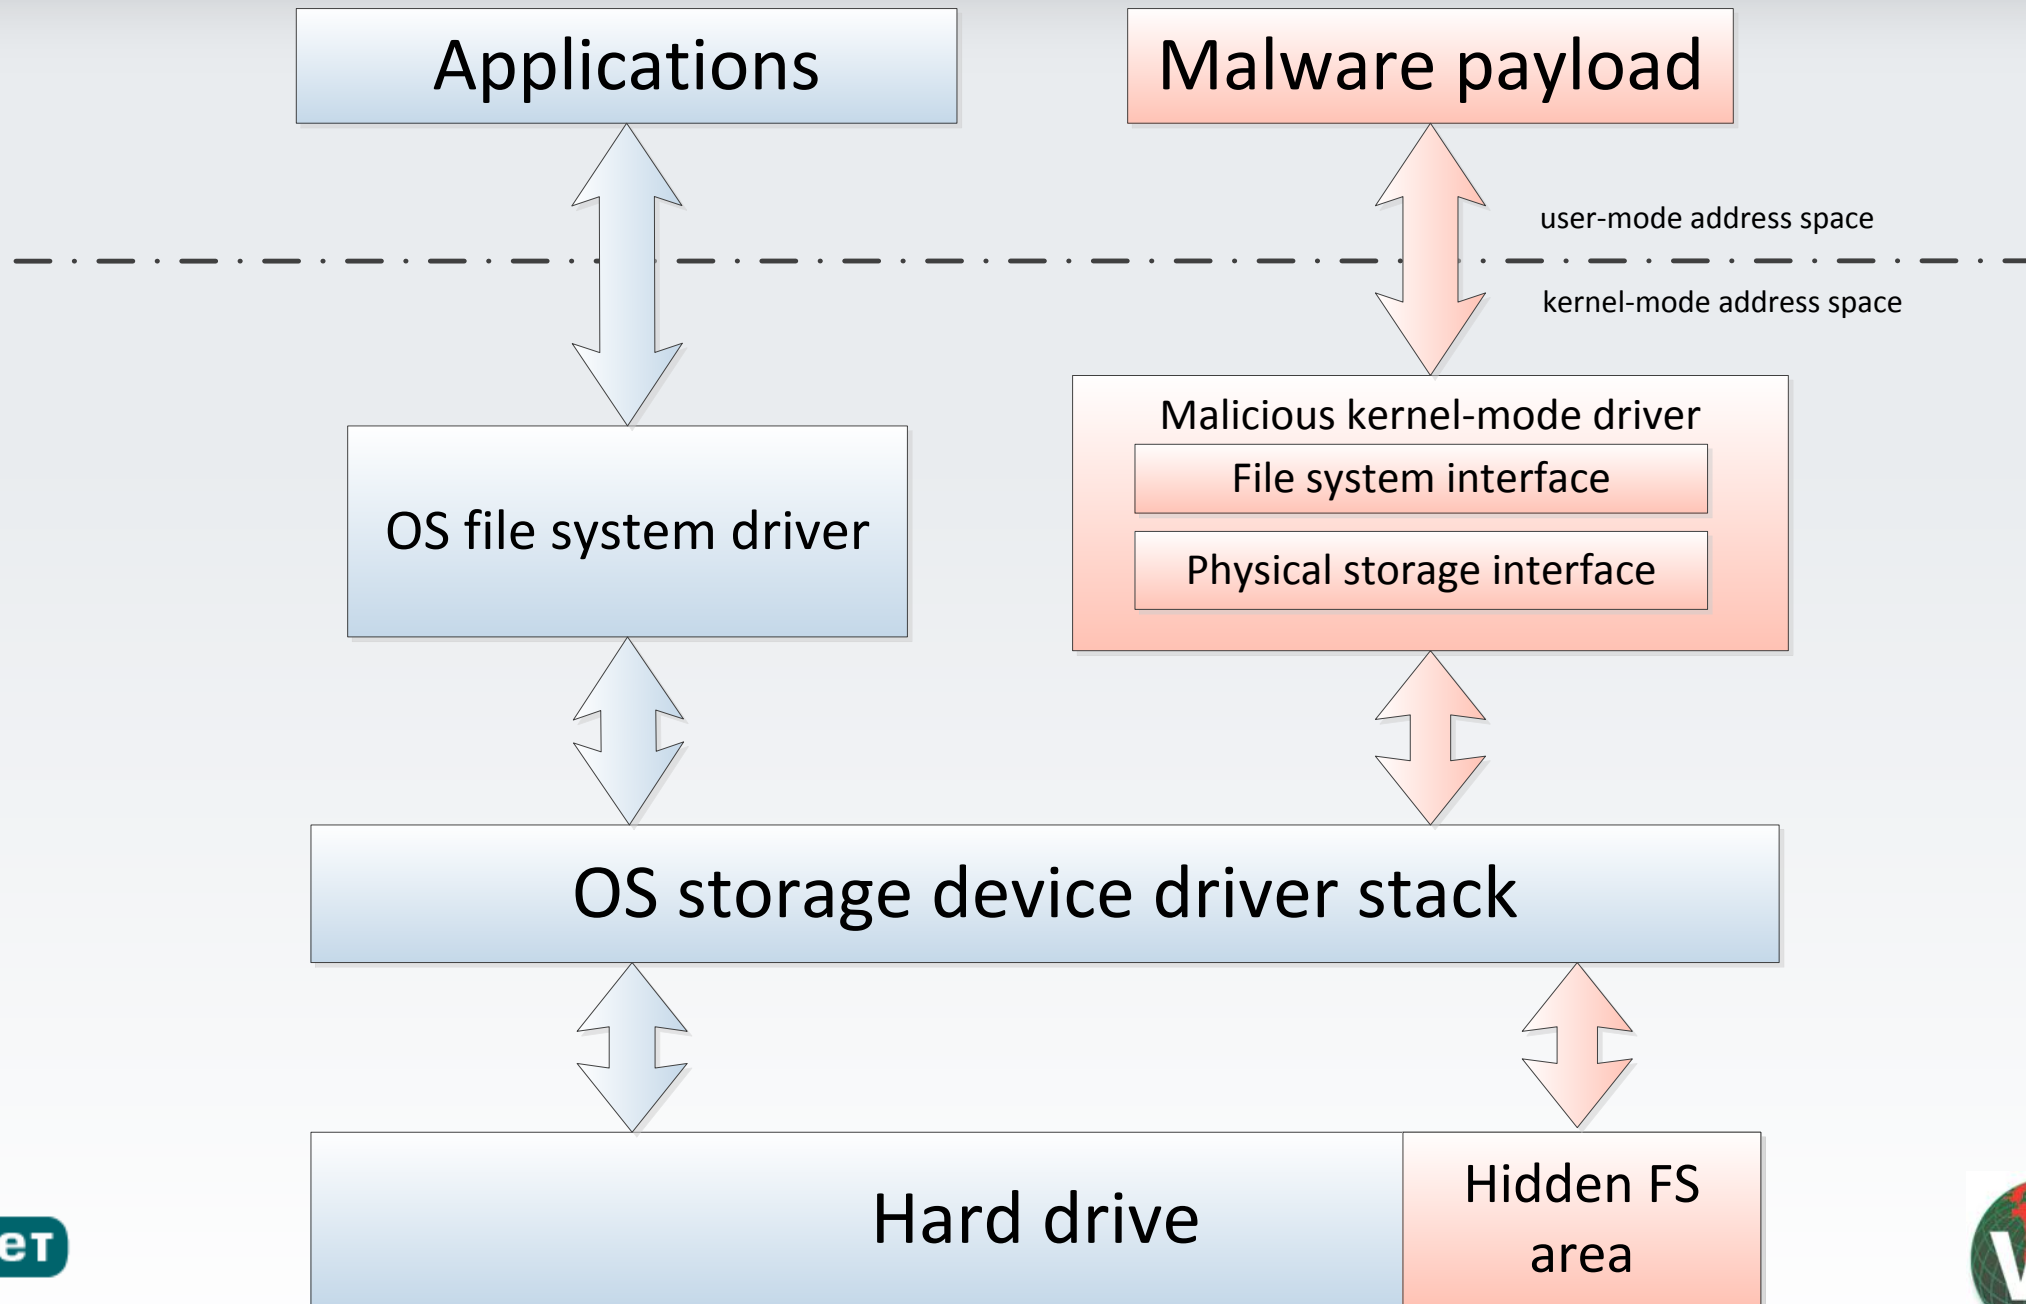 Applications
Malware payload
user-mode address space
kernel-mode address space
OS file system driver
Malicious kernel-mode driver
File system interface
Physical storage interface
OS storage device driver stack
Hard drive
Hidden FS
area
eT